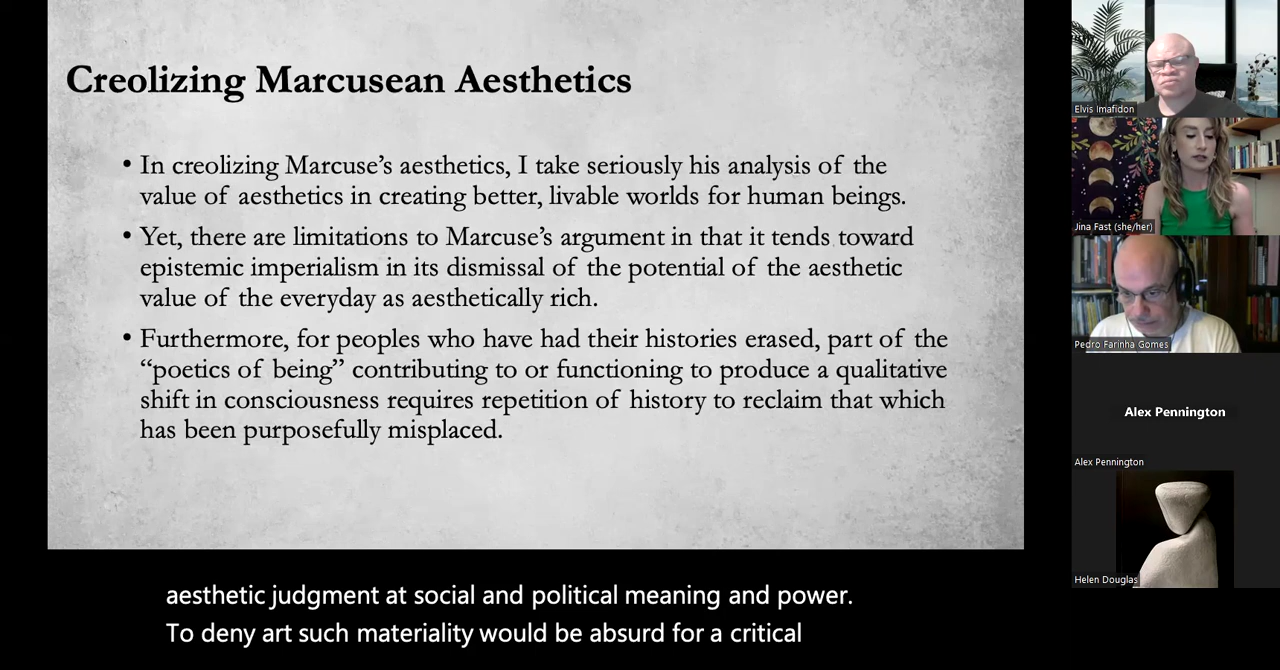 Creolizing Marcusean Aesthetics
• In creolizing Marcuse’s aesthetics, I take seriously his analysis of the
value of aesthetics in creating better, livable worlds for human beings.
• Yet, there are limitations to Marcuse’s argument in that it tends toward
epistemic imperialism in its dismissal of the potential of the aesthetic
value of the everyday as aesthetically rich.
• Furthermore, for peoples who have had their histories erased, part of the
“poetics of being” contributing to or functioning to produce a qualitative
shift in consciousness requires repetition of history to reclaim that which
has been purposefully misplaced.
aesthetic judgment at social and political meaning and power.
To deny art such materiality would be absurd for a critical
Elvis Imafidon
Jina Fast (she/her)
Pedro Farinha Gomes
Alex Pennington
Alex Pennington
Helen Douglas